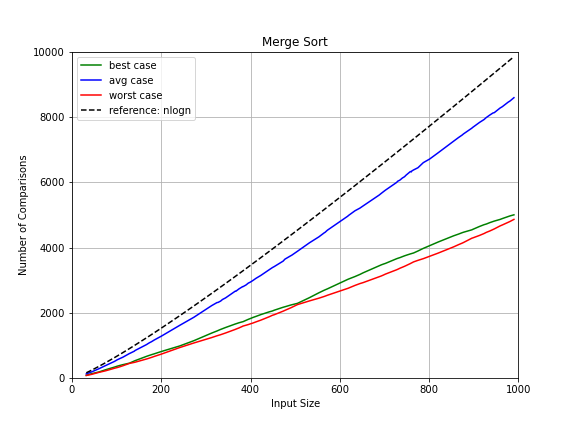 Merge Sort
best case
avg case
worst case
reference: nlogn
Number of Comparisons
10000
8000
6000
4000
2000
0
0 200 400 600 800 1000
Input Size